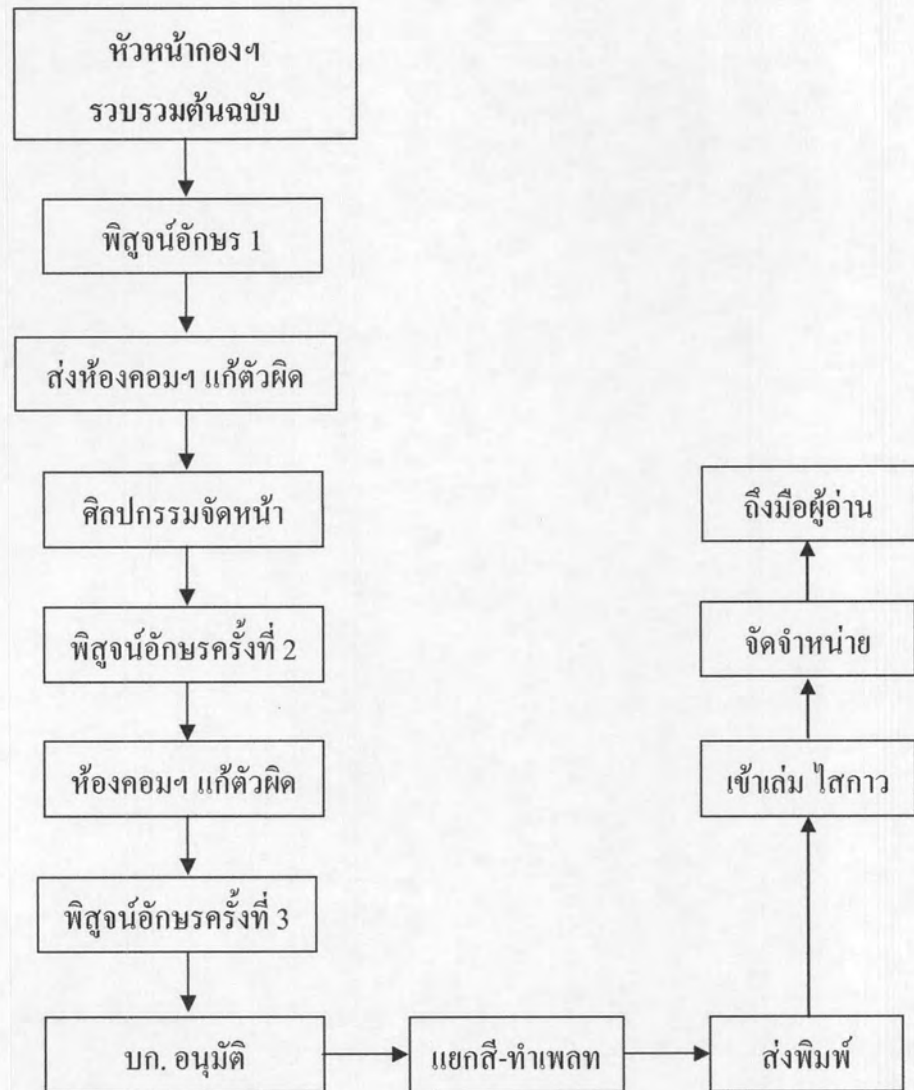 หัวหน้ากองฯ
รวบรวมต้นฉบับ
พิสูจน์อักษร 1
ส่งห้องคอมฯ แก้ตัวผิด
ศิลปกรรมจัดหน้า
พิสูจน์อักษรครั้งที่ 2
ห้องคอมฯ แก้ตัวผิด
พิสูจน์อักษรครั้งที่ 3
บก. อนุมัติ
แยกสี-ทำเพลท
ส่งพิมพ์
เข้าเล่ม ไสกาว
จัดจำหน่าย
ถึงมือผู้อ่าน